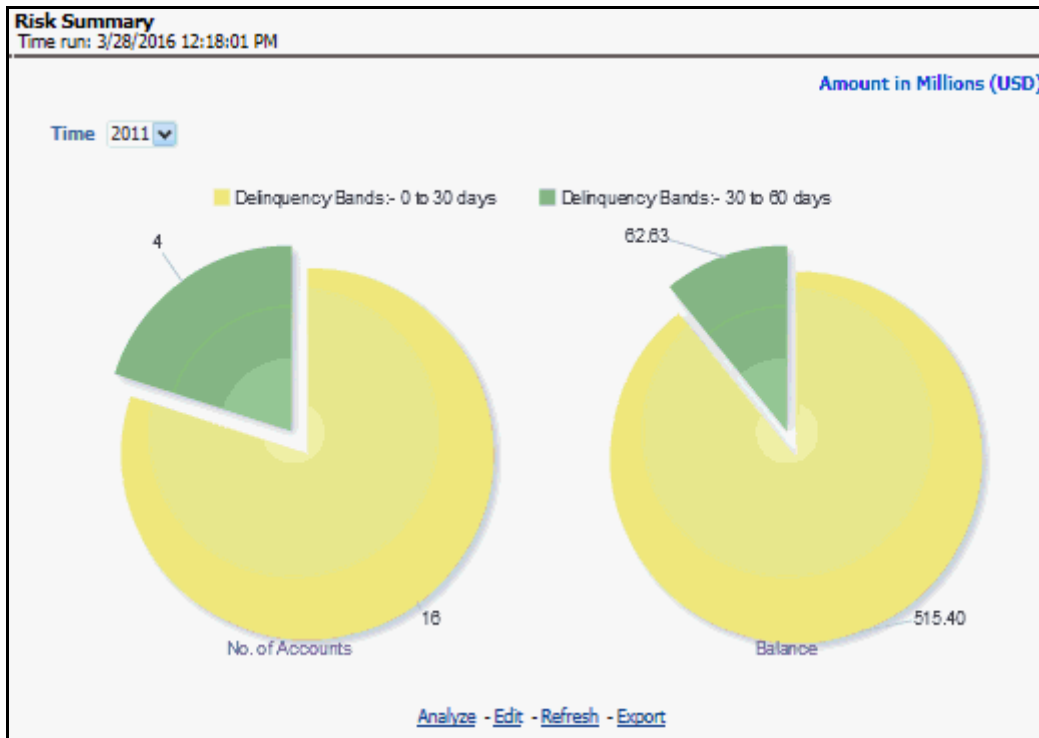 Risk Summary
Time run: 3/28/2016 12:18:01 PM
Amount in Millions (USD)
Time 2011
Delinquency Bands:- 0 to 30 days Delinquency Bands:- 30 to 60 days
4 62.63
16 515.40
No. of Accounts Balance
Analyze - Edit - Refresh - Export